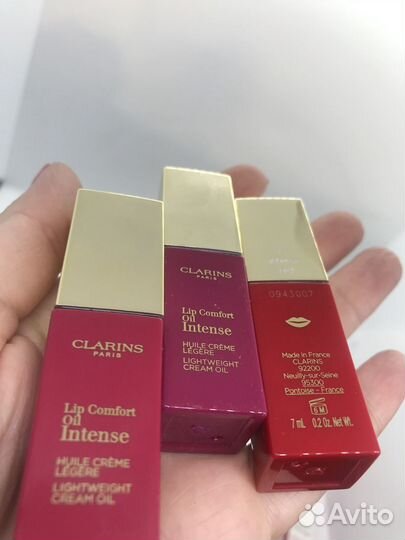 CLARINS
PARIS
Lip Comfort
Oil
Intense
HUILE CRÈME
LÉGÈRE
LIGHTWEIGHT
CREAM OIL
CLARINS
PARIS
Lip Comfort
Oil
Intense
HUILE CRÈME
LÉGÈRE
LIGHTWEIGHT
CREAM OIL
0943007
Made in France
CLARINS
92200
Neuilly-sur-Seine
95300
Pontoise - France
6 M
7 mL 0.2 Oz. Net Wt.
Avito